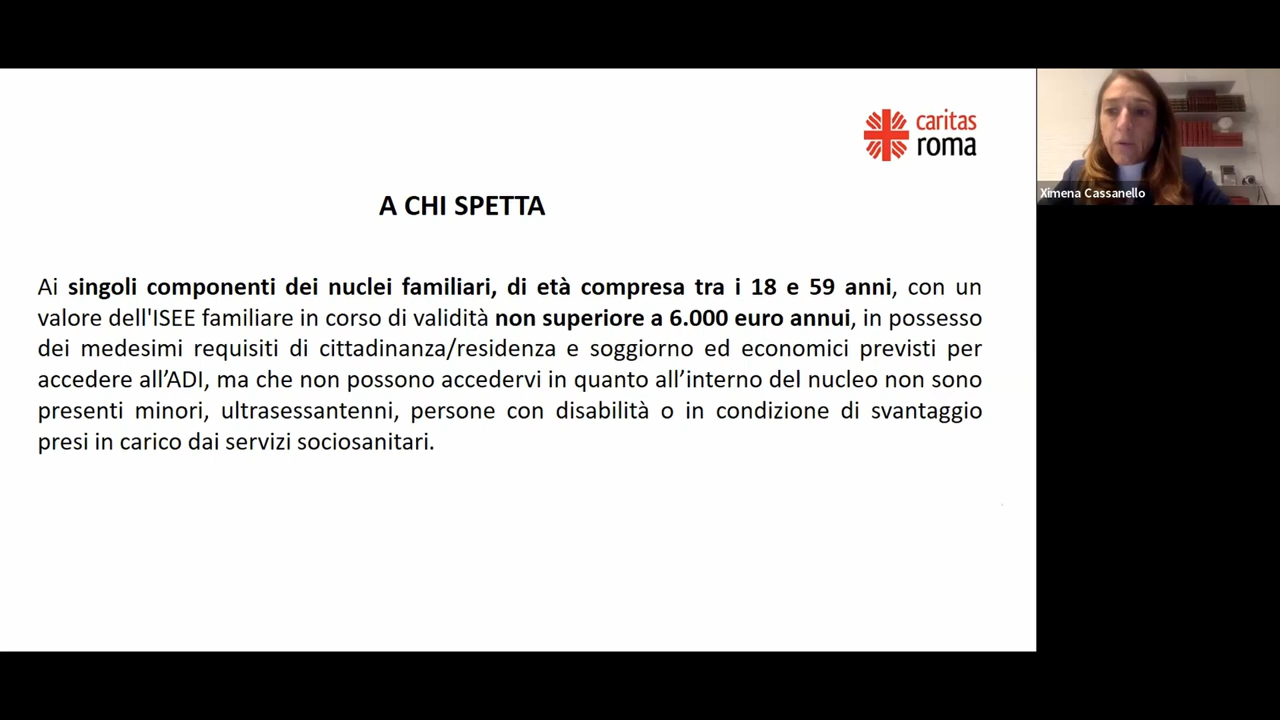 caritas
roma
Ximena Cassanello
A CHI SPETTA
Ai singoli componenti dei nuclei familiari, di età compresa tra i 18 e 59 anni, con un
valore dell'ISEE familiare in corso di validità non superiore a 6.000 euro annui, in possesso
dei medesimi requisiti di cittadinanza/residenza e soggiorno ed economici previsti per
accedere all’ADI, ma che non possono accedervi in quanto all’interno del nucleo non sono
presenti minori, ultrasessantenni, persone con disabilità o in condizione di svantaggio
presi in carico dai servizi sociosanitari.